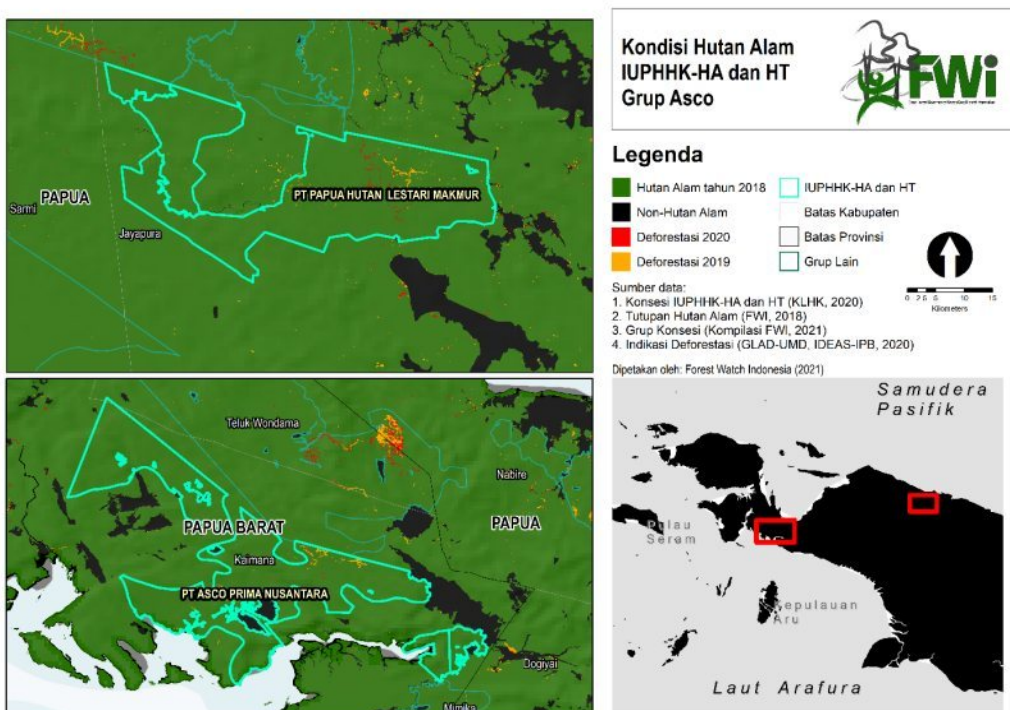 Kondisi Hutan Alam
IUPHHK-HA dan HT
Grup Asco
FWi
Legenda
Hutan Alam tahun 2018
Non-Hutan Alam
Deforestasi 2020
Deforestasi 2019
IUPHHK-HA dan HT
Batas Kabupaten
Batas Provinsi
Grup Lain
0 2.5 5 10 15
Kilometers
Sumber data:
1. Konsesi IUPHHK-HA dan HT (KLHK, 2020)
2. Tutupan Hutan Alam (FWI, 2018)
3. Grup Konsesi (Kompilasi FWI, 2021)
4. Indikasi Deforestasi (GLAD-UMD, IDEAS-IPB, 2020)
Dipetakan oleh: Forest Watch Indonesia (2021)
PAPUA
Sarmi
Jayapura
PT PAPUA HUTAN LESTARI MAKMUR
Teluk Wondama
Nabire
PAPUA BARAT
PAPUA
Kaimana
PT ASCO PRIMA NUSANTARA
Dogiyai
Mimika
Samudera
Pasifik
Pulau
Seram
Kepulauan
Aru
Laut Arafura